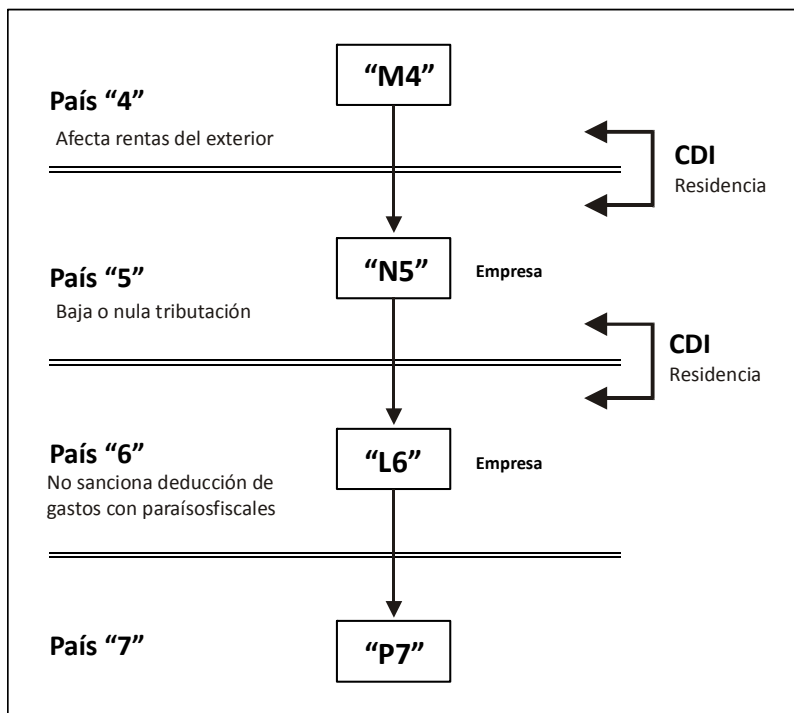 “M4”
País “4”
Afecta rentas del exterior
CDI
Residencia
“N5”
Empresa
País “5”
Baja o nula tributación
CDI
Residencia
“L6”
Empresa
País “6”
No sanciona deducción de
gastos con paraísosfiscales
País “7”
“P7”